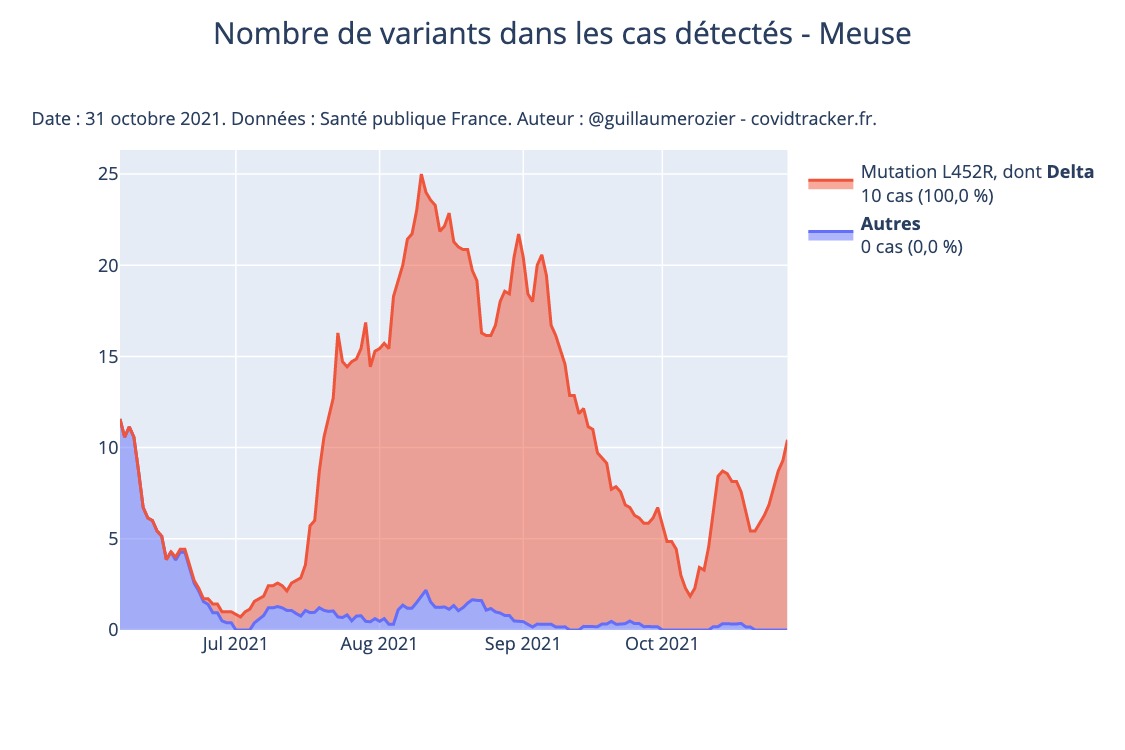 Nombre de variants dans les cas détectés - Meuse
Date : 31 octobre 2021. Données : Santé publique France. Auteur : @guillaumerozier - covidtracker.fr.
25
20
15
10
5
0
Jul 2021
Aug 2021
Sep 2021
Oct 2021
Mutation L452R, dont Delta
10 cas (100,0 %)
Autres
0 cas (0,0 %)